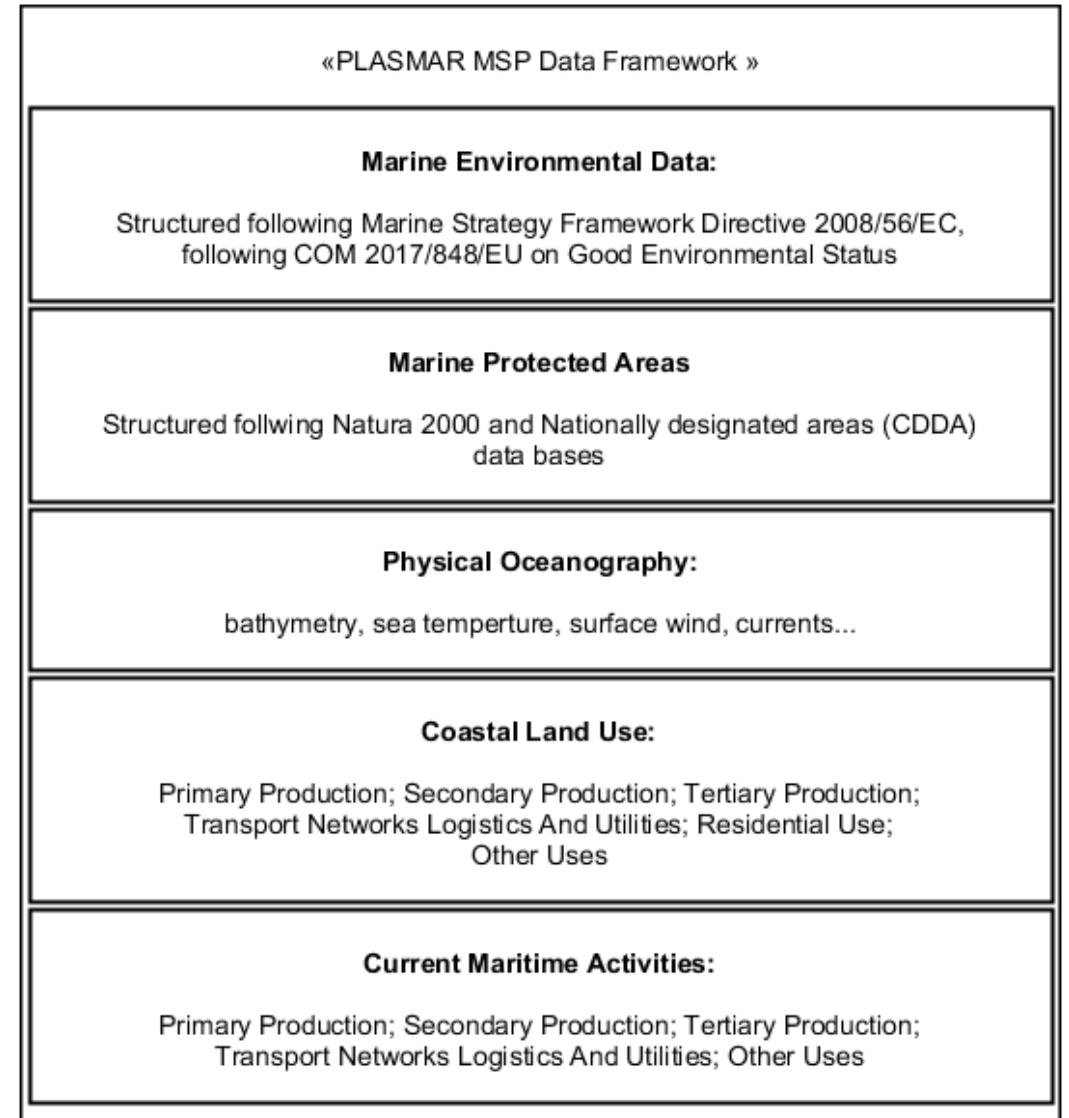 «PLASMAR MSP Data Framework »
Marine Environmental Data:
Structured following Marine Strategy Framework Directive 2008/56/EC,
following COM 2017/848/EU on Good Environmental Status
Marine Protected Areas
Structured follwing Natura 2000 and Nationally designated areas (CDDA)
data bases
Physical Oceanography:
bathymetry, sea temperture, surface wind, currents...
Coastal Land Use:
Primary Production; Secondary Production; Tertiary Production;
Transport Networks Logistics And Utilities; Residential Use;
Other Uses
Current Maritime Activities:
Primary Production; Secondary Production; Tertiary Production;
Transport Networks Logistics And Utilities; Other Uses